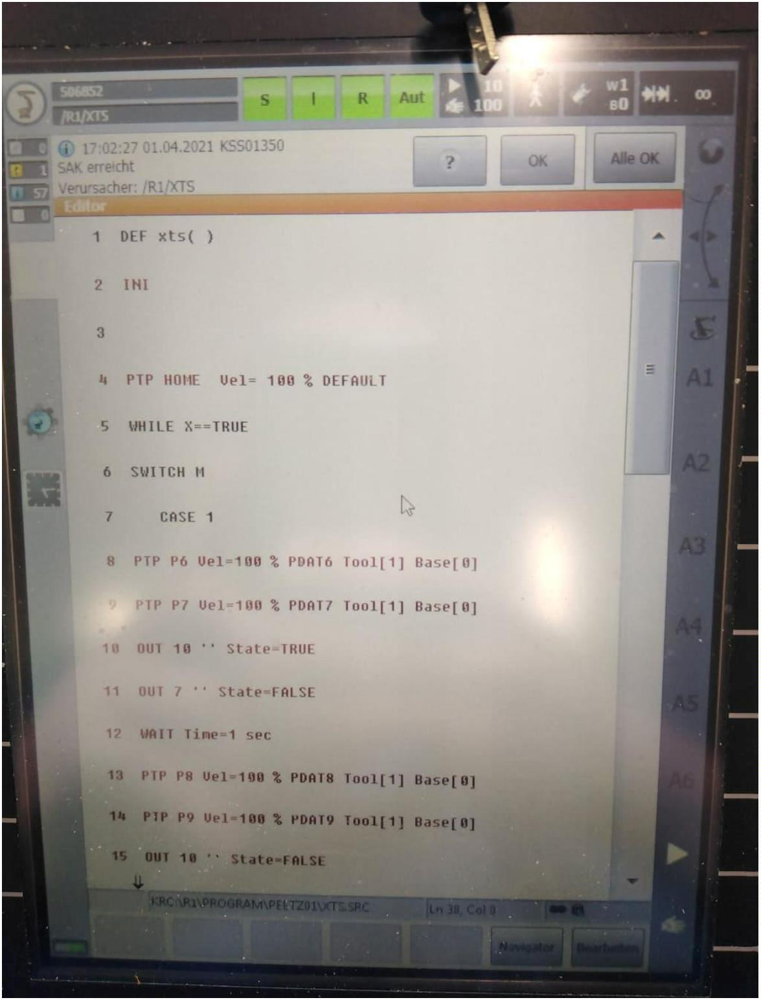 506852
/R1/XTS
S I R Aut
10
100
W1
B0
∞
0
1
57
0
17:02:27 01.04.2021 KSS01350
SAK erreicht
Verursacher: /R1/XTS
?
OK
Alle OK
Editor
1 DEF xts( )
2 INI
3
4 PTP HOME Vel= 100 % DEFAULT
5 WHILE X==TRUE
6 SWITCH M
7 CASE 1
8 PTP P6 Vel=100 % PDAT6 Tool[1] Base[0]
9 PTP P7 Vel=100 % PDAT7 Tool[1] Base[0]
10 OUT 10 '' State=TRUE
11 OUT 7 '' State=FALSE
12 WAIT Time=1 sec
13 PTP P8 Vel=100 % PDAT8 Tool[1] Base[0]
14 PTP P9 Vel=100 % PDAT9 Tool[1] Base[0]
15 OUT 10 '' State=FALSE
A1
A2
A3
A4
A5
A6
KRC:\R1\PROGRAM\PELTZ01\XTS.SRC
Ln 38, Col 0
Navigator
Bearbeiten